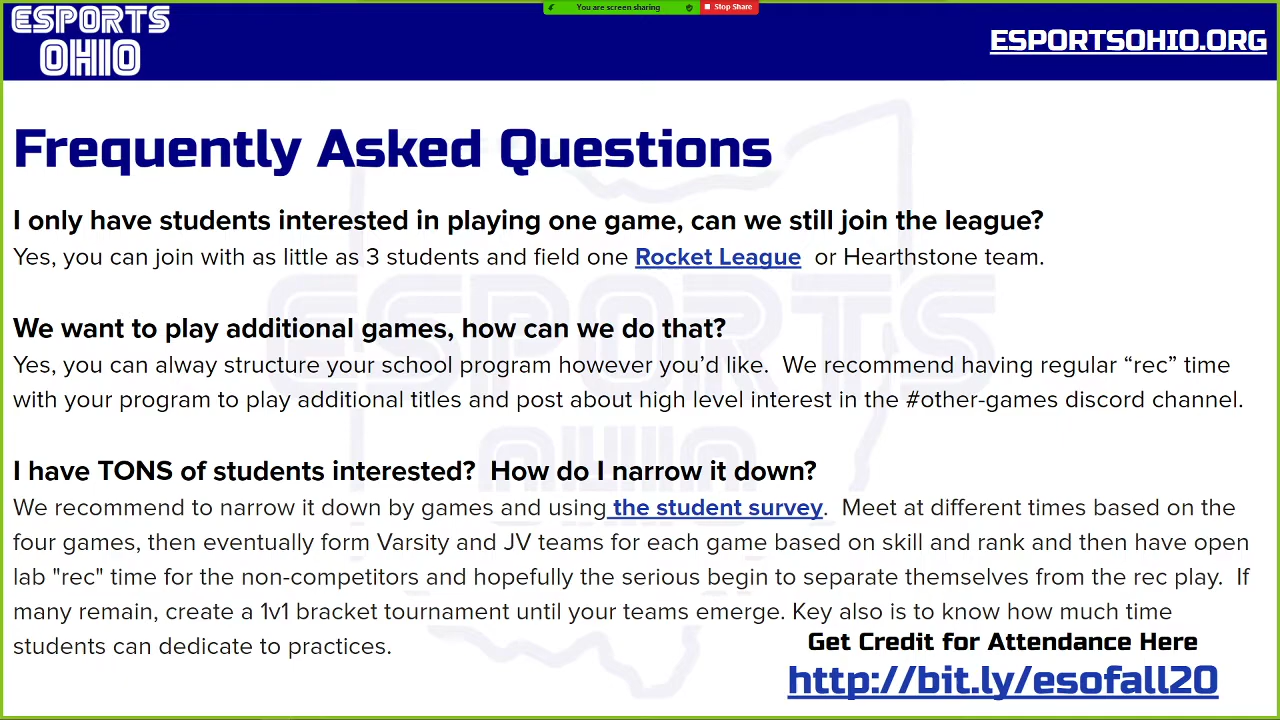 You are screen sharing
Stop Share
ESPORTS
OHIO
ESPORTSOHIO.ORG
Frequently Asked Questions
I only have students interested in playing one game, can we still join the league?
Yes, you can join with as little as 3 students and field one Rocket League or Hearthstone team.
We want to play additional games, how can we do that?
Yes, you can alway structure your school program however you’d like. We recommend having regular “rec” time
with your program to play additional titles and post about high level interest in the #other-games discord channel.
I have TONS of students interested? How do I narrow it down?
We recommend to narrow it down by games and using the student survey. Meet at different times based on the
four games, then eventually form Varsity and JV teams for each game based on skill and rank and then have open
lab "rec" time for the non-competitors and hopefully the serious begin to separate themselves from the rec play. If
many remain, create a 1v1 bracket tournament until your teams emerge. Key also is to know how much time
students can dedicate to practices.
Get Credit for Attendance Here
http://bit.ly/esofall20
ESPORTS
OHIO